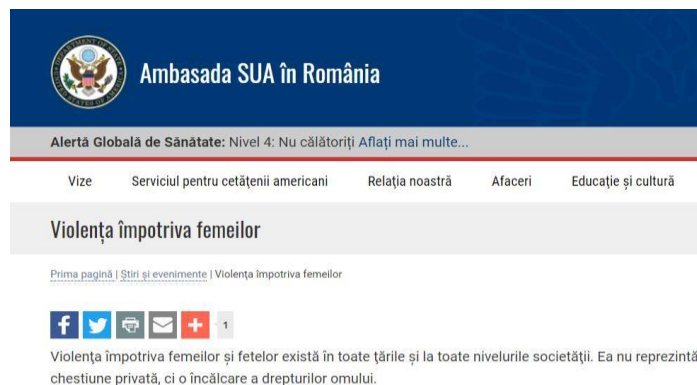 Ambasada SUA în România
Alertă Globală de Sănătate: Nivel 4: Nu călătoriți Aflați mai multe...
Vize Serviciul pentru cetățenii americani Relația noastră Afaceri Educație și cultură
Violența împotriva femeilor
Prima pagină | Știri și evenimente | Violența împotriva femeilor
1
Violenţa împotriva femeilor și fetelor există în toate ţările și la toate nivelurile societăţii. Ea nu reprezintă
chestiune privată, ci o încălcare a drepturilor omului.